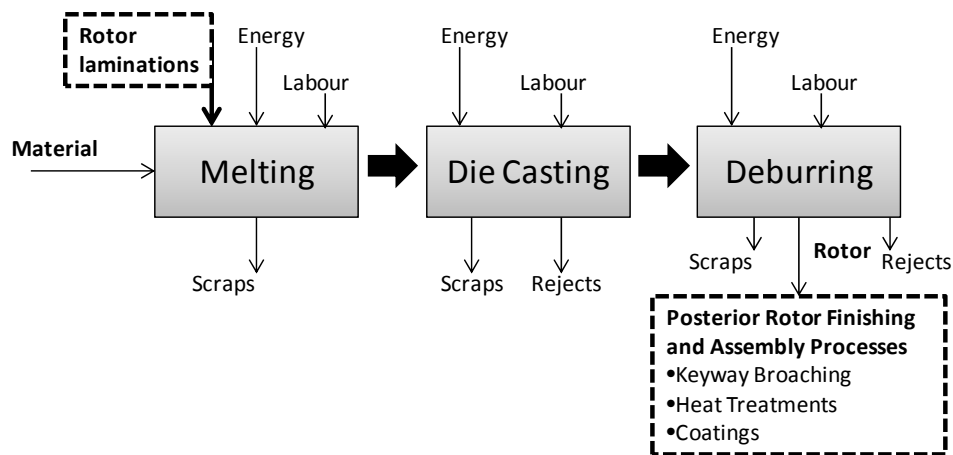 Rotor
laminations
Energy
Labour
Material
Melting
Scraps
Energy
Labour
Die Casting
Scraps
Rejects
Energy
Labour
Deburring
Scraps
Rotor
Rejects
Posterior Rotor Finishing
and Assembly Processes
•Keyway Broaching
•Heat Treatments
•Coatings